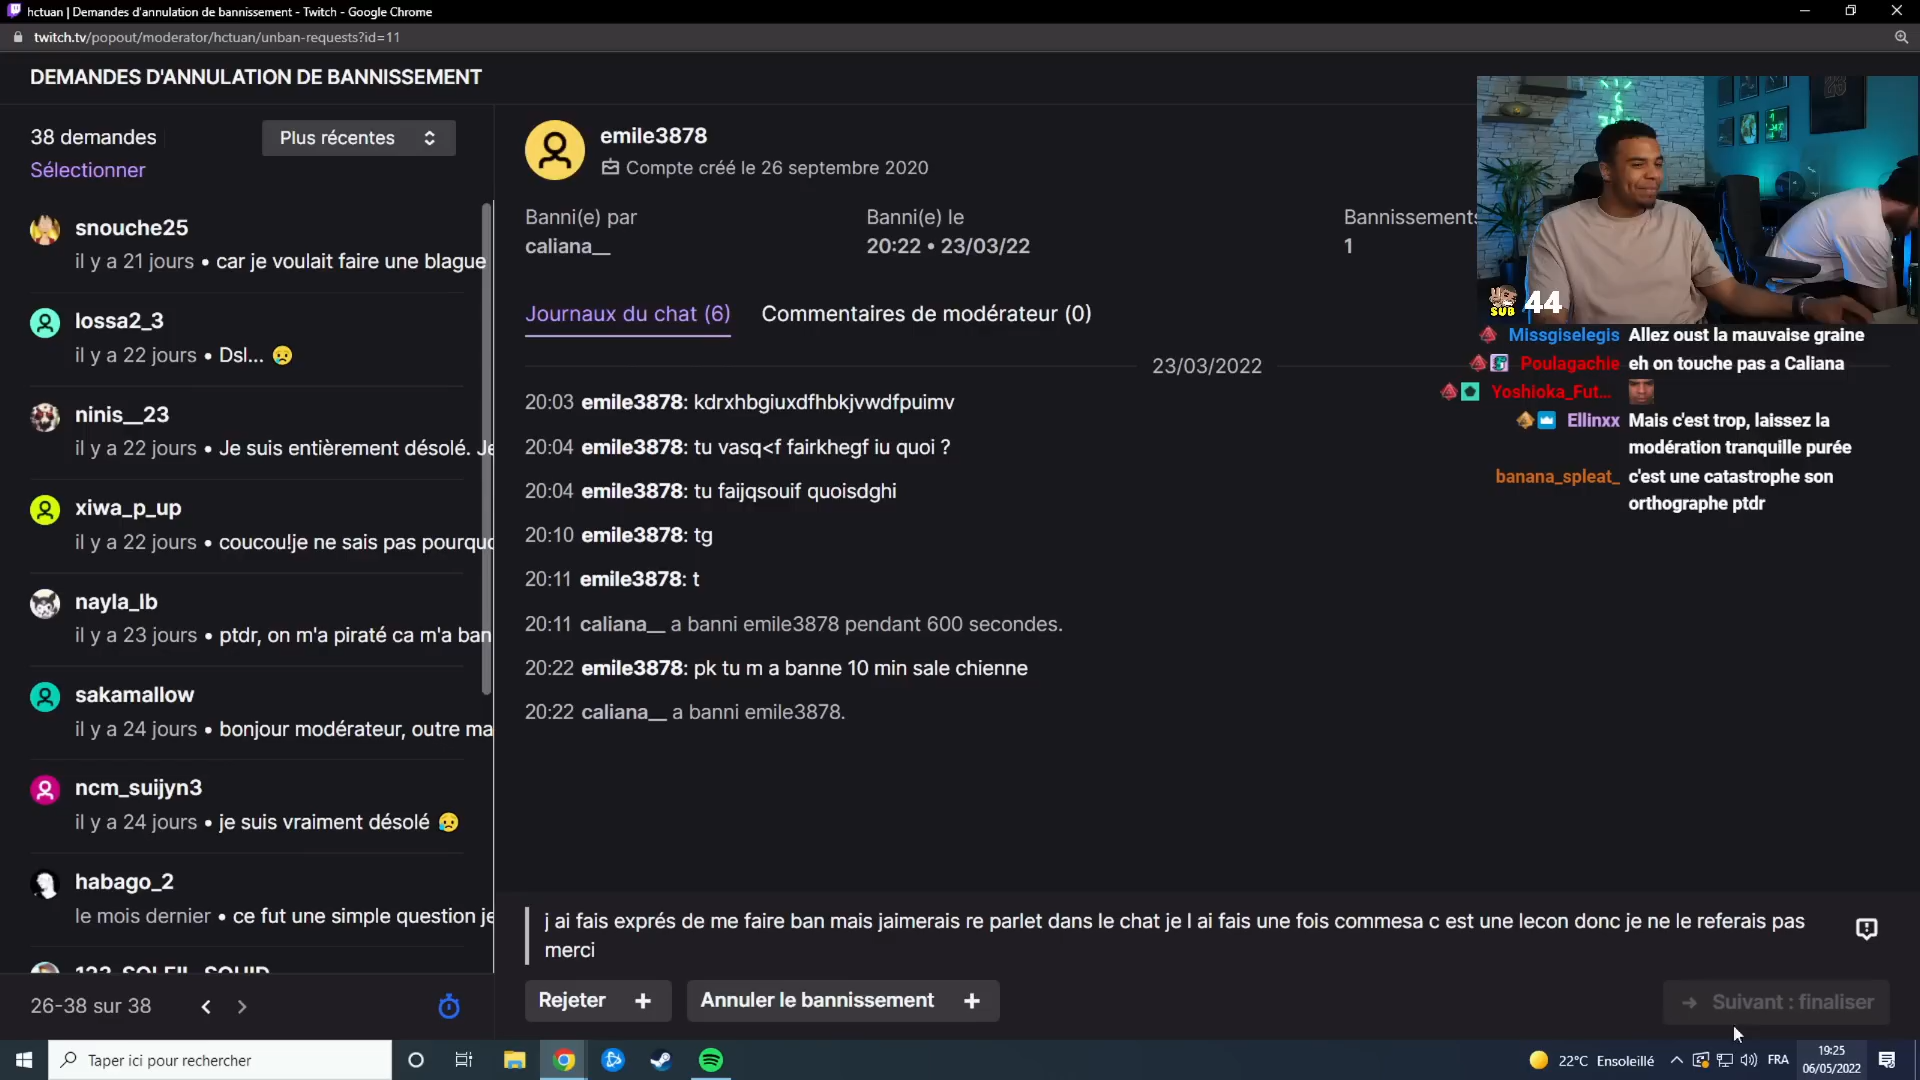 hctuan | Demandes d'annulation de bannissement - Twitch - Google Chrome
twitch.tv/popout/moderator/hctuan/unban-requests?id=11
DEMANDES D'ANNULATION DE BANNISSEMENT
38 demandes
Plus récentes
Sélectionner
snouche25
il y a 21 jours • car je voulait faire une blague
lossa2_3
il y a 22 jours • Dsl... 😥
ninis__23
il y a 22 jours • Je suis entièrement désolé. Je
xiwa_p_up
il y a 22 jours • coucou!je ne sais pas pourquo
nayla_lb
il y a 23 jours • ptdr, on m'a piraté ca m'a ban
sakamallow
il y a 24 jours • bonjour modérateur, outre ma
ncm_suijyn3
il y a 24 jours • je suis vraiment désolé 😥
habago_2
le mois dernier • ce fut une simple question je
26-38 sur 38
emile3878
Compte créé le 26 septembre 2020
Banni(e) par
caliana__
Banni(e) le
20:22 • 23/03/22
Bannissements
1
Journaux du chat (6)
Commentaires de modérateur (0)
23/03/2022
20:03 emile3878: kdrxhbgiuxdfhbkjvwdfpuimv
20:04 emile3878: tu vasq<f fairkhegf iu quoi ?
20:04 emile3878: tu faijqsouif quoisdghi
20:10 emile3878: tg
20:11 emile3878: t
20:11 caliana__ a banni emile3878 pendant 600 secondes.
20:22 emile3878: pk tu m a banne 10 min sale chienne
20:22 caliana__ a banni emile3878.
j ai fais exprés de me faire ban mais jaimerais re parlet dans le chat je l ai fais une fois commesa c est une lecon donc je ne le referais pas
merci
Rejeter +
Annuler le bannissement +
Suivant : finaliser
SUB 44
Missgiselegis Allez oust la mauvaise graine
Poulagachie eh on touche pas a Caliana
Yoshioka_Fut...
Ellinxx Mais c'est trop, laissez la
modération tranquille purée
banana_spleat_ c'est une catastrophe son
orthographe ptdr
Taper ici pour rechercher
22°C Ensoleillé
FRA
19:25
06/05/2022